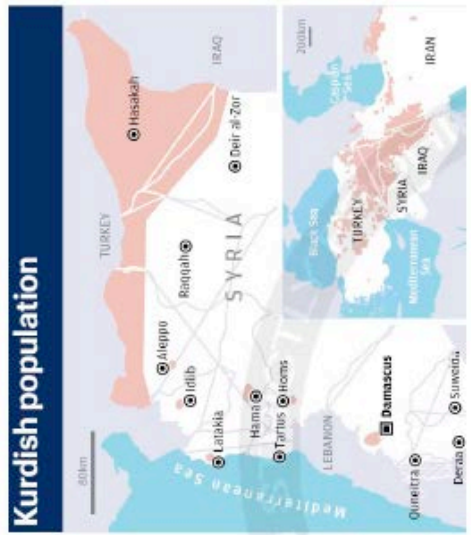 Kurdish population
80km
TURKEY
Hasakah
IRAQ
Aleppo
Raqqah
Deir al-Zor
Idlib
SYRIA
Latakia
Hama
Tartus
Homs
Mediterranean Sea
LEBANON
Damascus
Quneitra
Deraa
Suweida
200km
Black Sea
Caspian
Sea
TURKEY
SYRIA
IRAQ
IRAN
Mediterranean
Sea